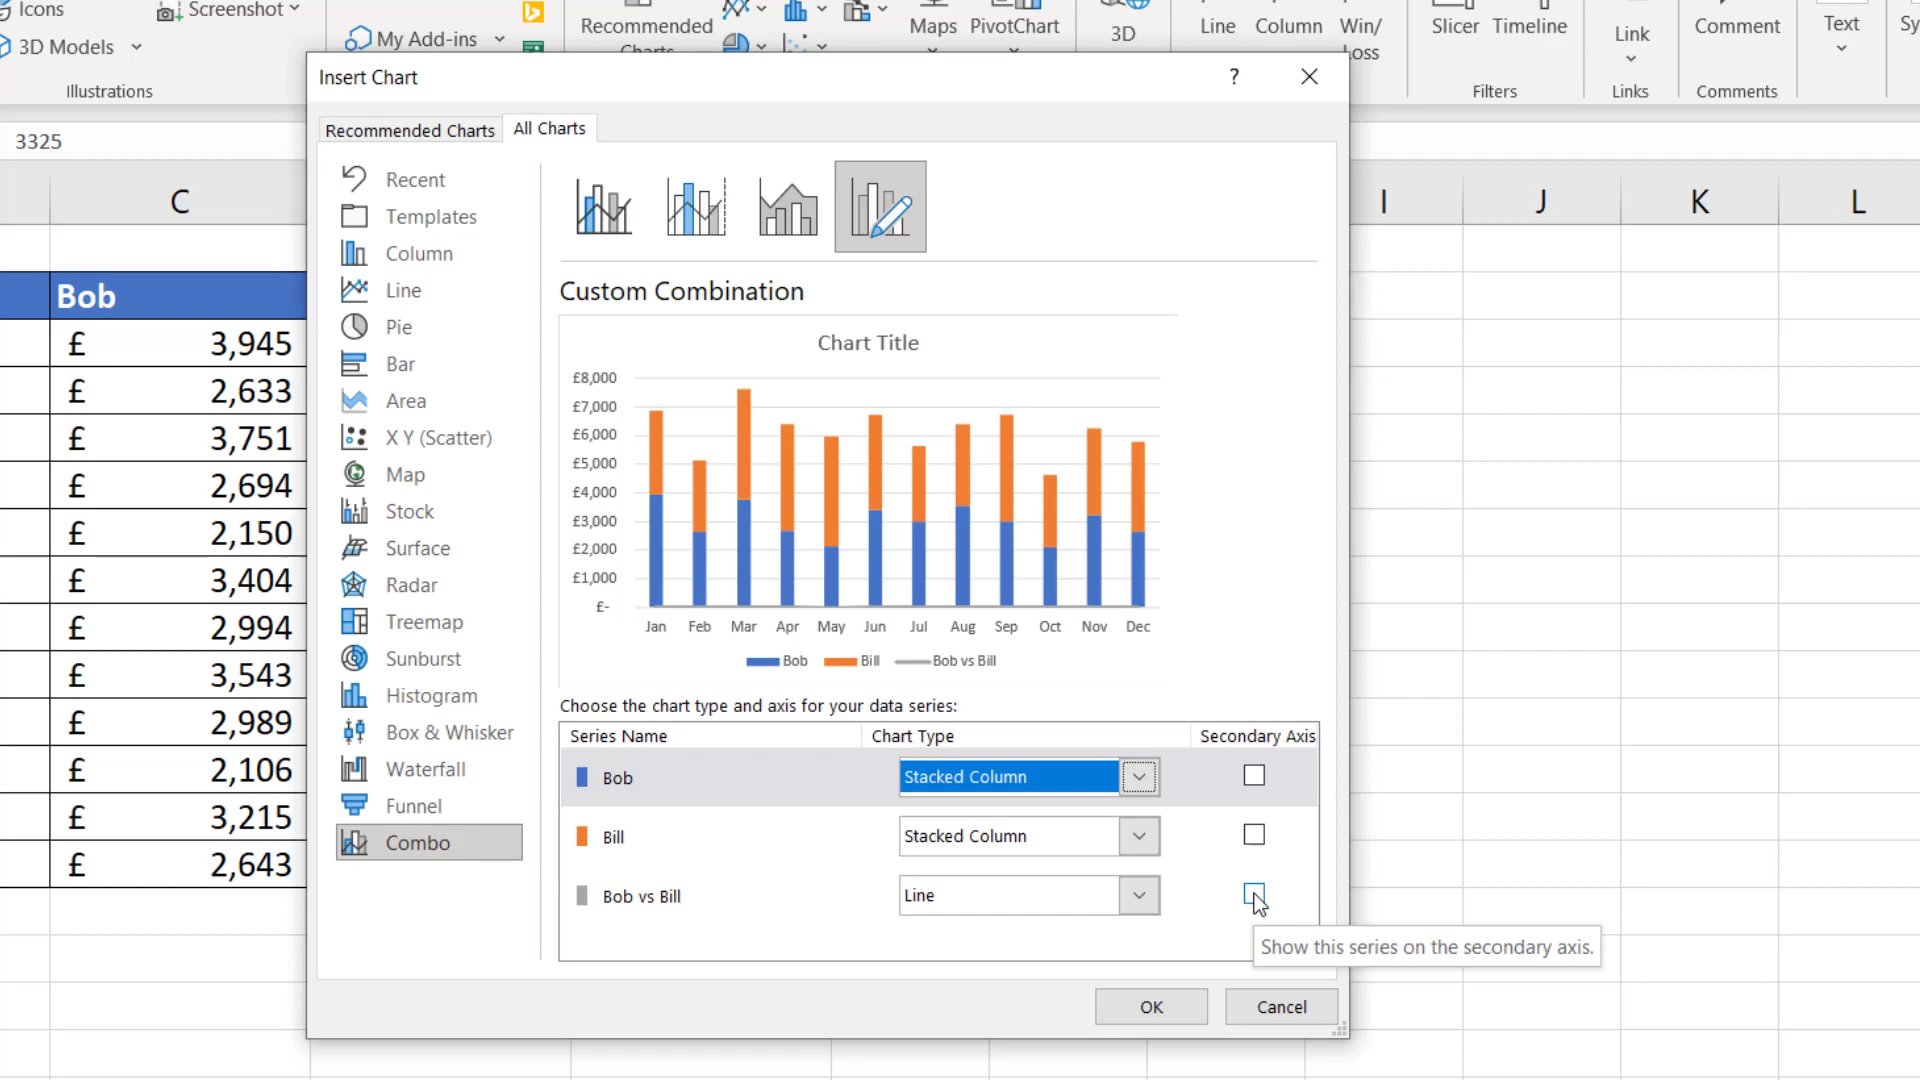 Icons
Screenshot
3D Models
My Add-ins
Illustrations
Recommended
Charts
Maps
PivotChart
3D
Line
Column
Win/
Loss
Slicer
Timeline
Filters
Link
Links
Comment
Comments
Text
Sy
Insert Chart
?
Recommended Charts
All Charts
3325
C
I
J
K
L
Bob
£ 3,945
£ 2,633
£ 3,751
£ 2,694
£ 2,150
£ 3,404
£ 2,994
£ 3,543
£ 2,989
£ 2,106
£ 3,215
£ 2,643
Recent
Templates
Column
Line
Pie
Bar
Area
X Y (Scatter)
Map
Stock
Surface
Radar
Treemap
Sunburst
Histogram
Box & Whisker
Waterfall
Funnel
Combo
Custom Combination
Chart Title
£8,000
£7,000
£6,000
£5,000
£4,000
£3,000
£2,000
£1,000
£-
Jan Feb Mar Apr May Jun Jul Aug Sep Oct Nov Dec
Bob Bill Bob vs Bill
Choose the chart type and axis for your data series:
Series Name Chart Type Secondary Axis
Bob Stacked Column
Bill Stacked Column
Bob vs Bill Line
Show this series on the secondary axis.
OK Cancel